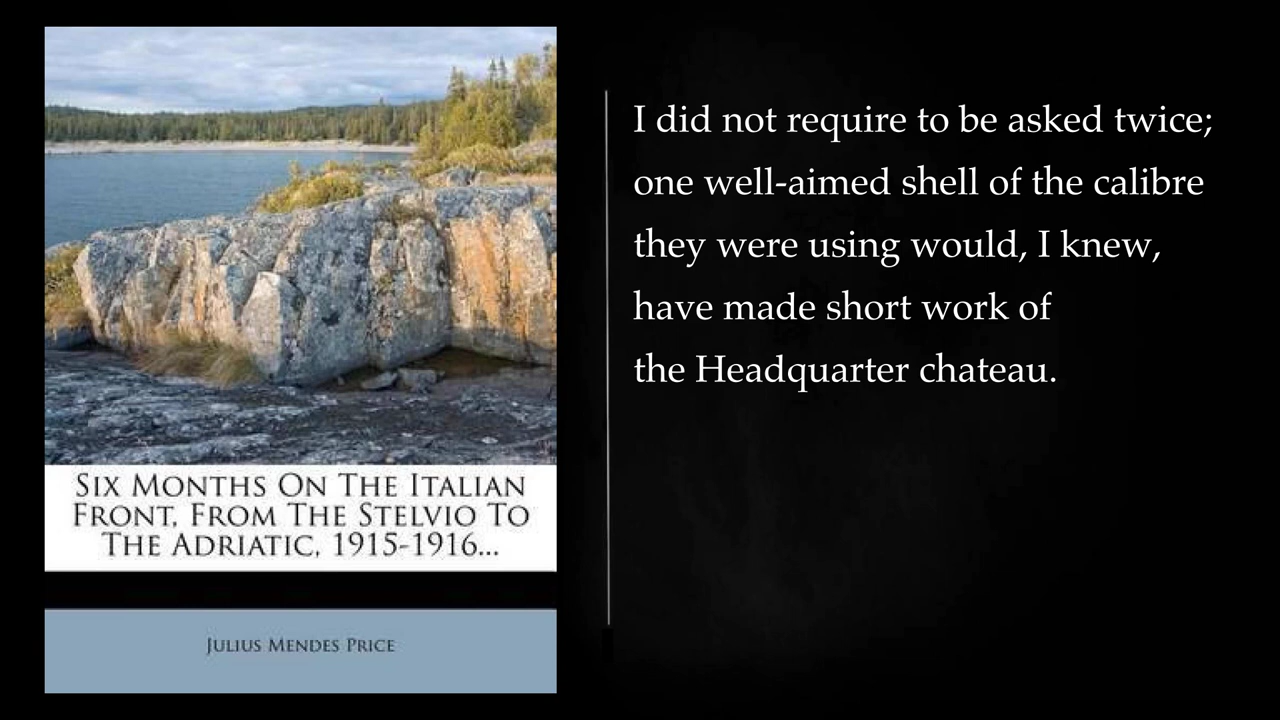 I did not require to be asked twice;
one well-aimed shell of the calibre
they were using would, I knew,
have made short work of
the Headquarter chateau.
Six Months On The Italian
Front, From The Stelvio To
The Adriatic, 1915-1916...
Julius Mendes Price